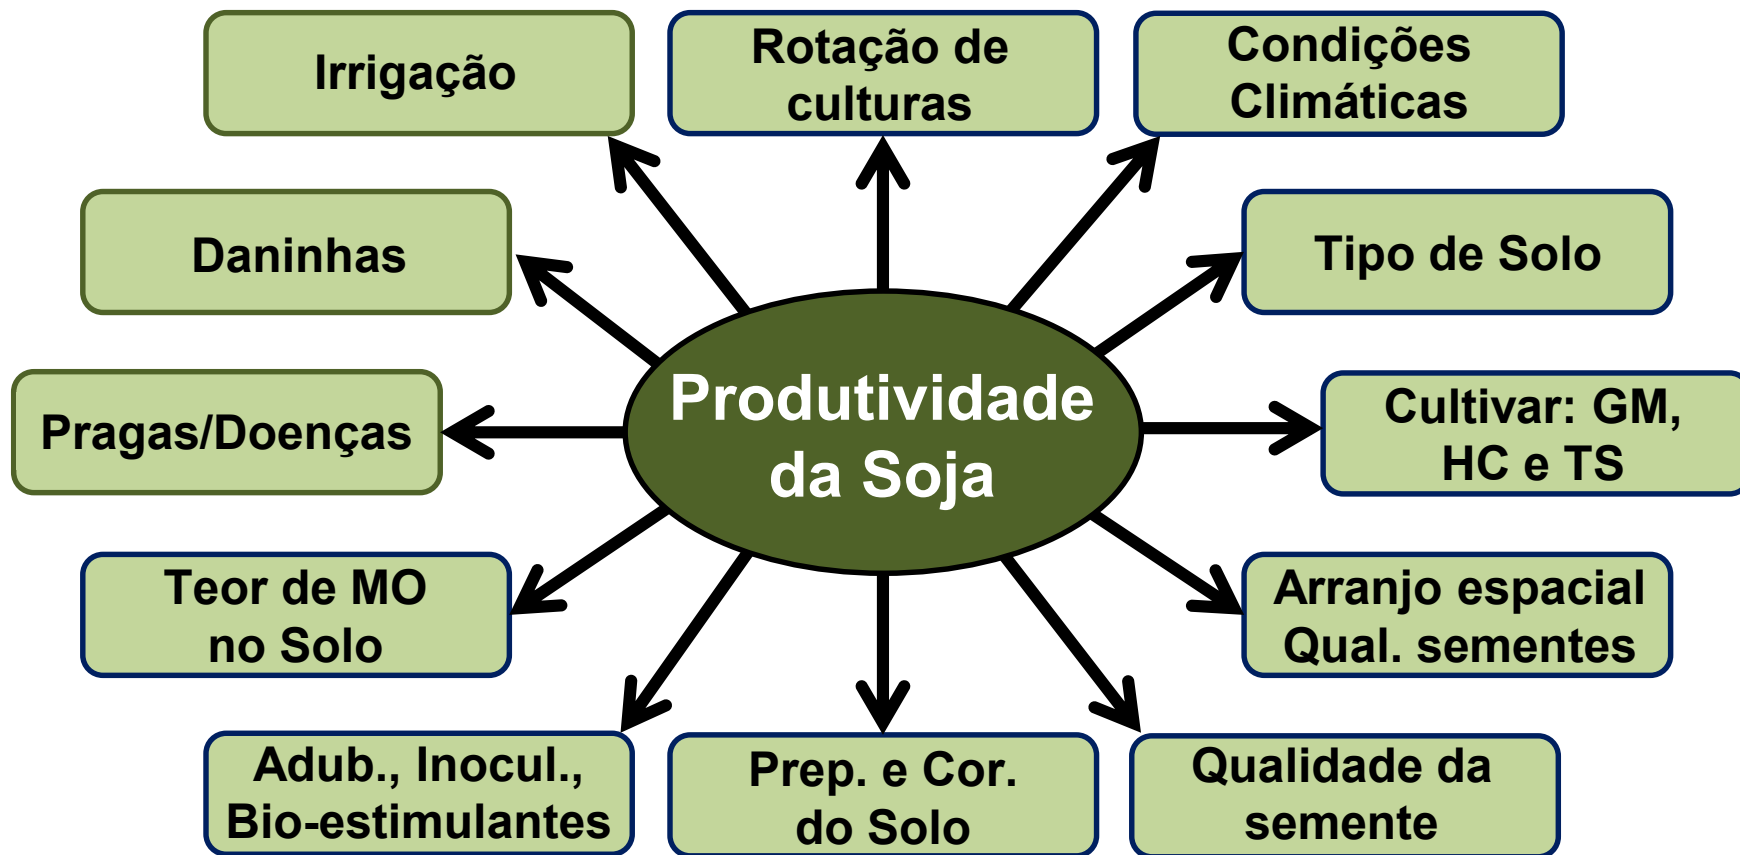 Irrigação
Rotação de
culturas
Condições
Climáticas
Daninhas
Tipo de Solo
Pragas/Doenças
Produtividade
da Soja
Cultivar: GM,
HC e TS
Teor de MO
no Solo
Arranjo espacial
Qual. sementes
Adub., Inocul.,
Bio-estimulantes
Prep. e Cor.
do Solo
Qualidade da
semente